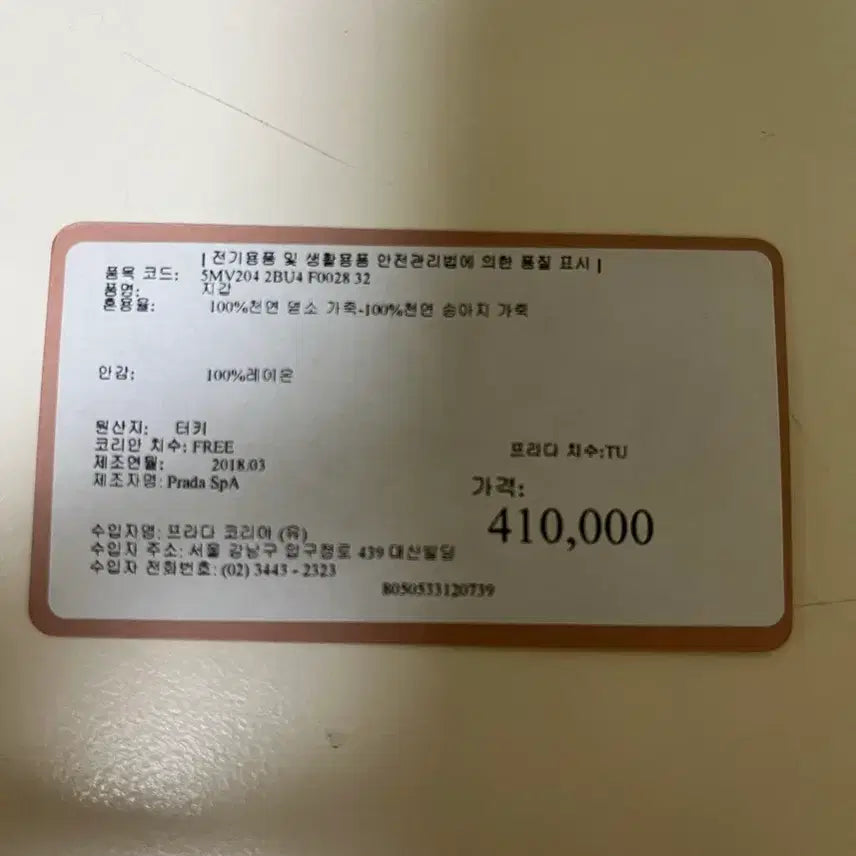 | 전기용품 및 생활용품 안전관리법에 의한 품질 표시 |
품목 코드: 5MV204 2BU4 F0028 32
품명: 지갑
혼용율: 100%천연 댐소 가죽-100%천연 송아지 가죽
안감: 100%레이온
원산지: 터키
코리안 치수: FREE
프라다 치수:TU
제조연월: 2018.03
제조자명: Prada SpA
가격:
410,000
수입자명: 프라다 코리아 (유)
수입자 주소: 서울 강남구 압구정로 439 대산빌딩
수입자 전화번호: (02) 3443 - 2323
8050533120739